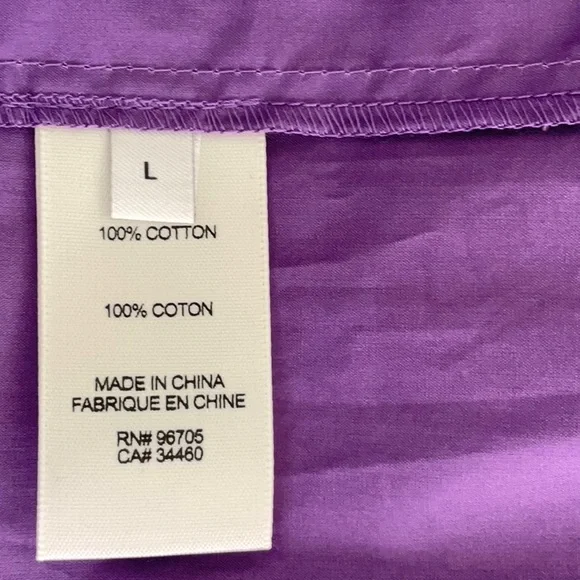 L
100% COTTON
100% COTON
MADE IN CHINA
FABRIQUE EN CHINE
RN# 96705
CA# 34460